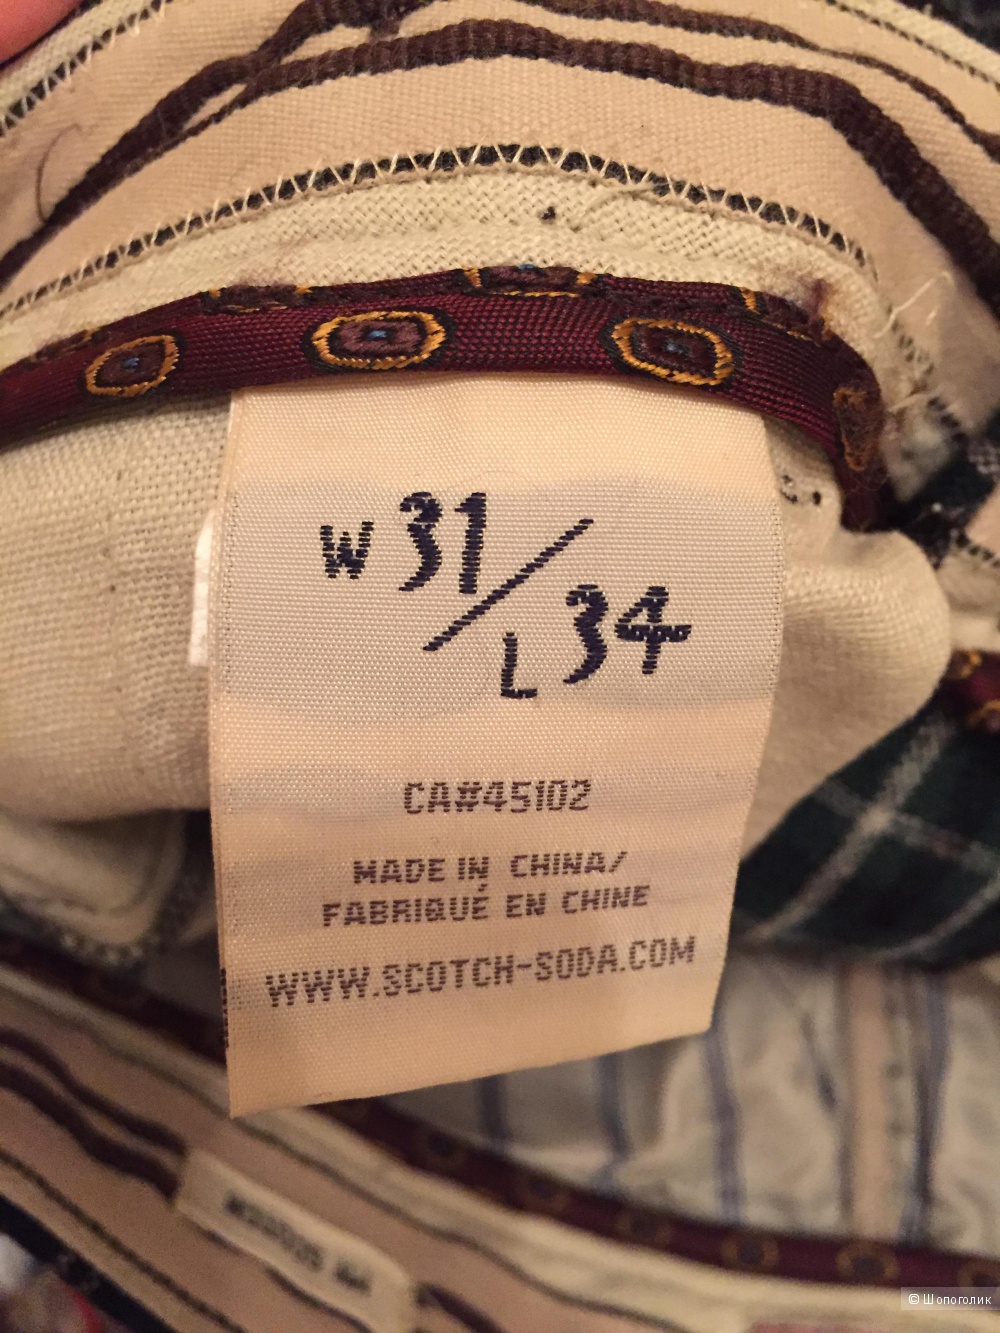 W 31/
L 34
CA#45102
MADE IN CHINA/
FABRIQUÉ EN CHINE
WWW.SCOTCH-SODA.COM
© Шопоголик